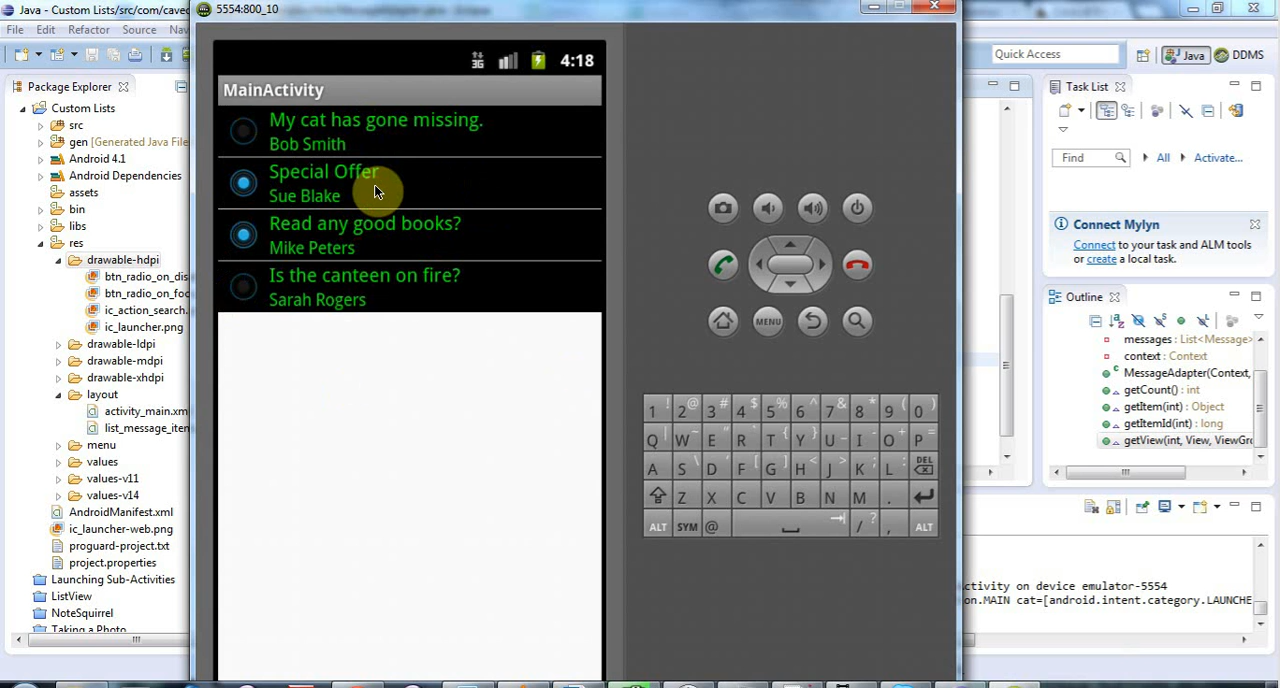 Java - Custom Lists/src/com/caved
5554:800_10
File Edit Refactor Source Nav
Quick Access
Java
DDMS
Package Explorer
Custom Lists
src
gen [Generated Java File
Android 4.1
Android Dependencies
assets
bin
libs
res
drawable-hdpi
btn_radio_on_dis
btn_radio_on_foc
ic_action_search.
ic_launcher.png
drawable-ldpi
drawable-mdpi
drawable-xhdpi
layout
activity_main.xm
list_message_iten
menu
values
values-v11
values-v14
AndroidManifest.xml
ic_launcher-web.png
proguard-project.txt
project.properties
Launching Sub-Activities
ListView
NoteSquirrel
Taking a Photo
3G
4:18
MainActivity
My cat has gone missing.
Bob Smith
Special Offer
Sue Blake
Read any good books?
Mike Peters
Is the canteen on fire?
Sarah Rogers
MENU
1 ! 2 @ 3 # 4 $ 5 % 6 ^ 7 & 8 * 9 ( 0 )
Q W ~ E " R ` T { Y } U _ I - O + P =
A S \ D ' F [ G ] H < J > K ; L : DEL
Z X C V B N M .
ALT SYM @ / ? , ALT
Task List
Find All Activate...
Connect Mylyn
Connect to your task and ALM tools
or create a local task.
Outline
messages : List<Message>
context : Context
MessageAdapter(Context,
getCount() : int
getItem(int) : Object
getItemId(int) : long
getView(int, View, ViewGro
activity on device emulator-5554
on.MAIN cat=[android.intent.category.LAUNCHE